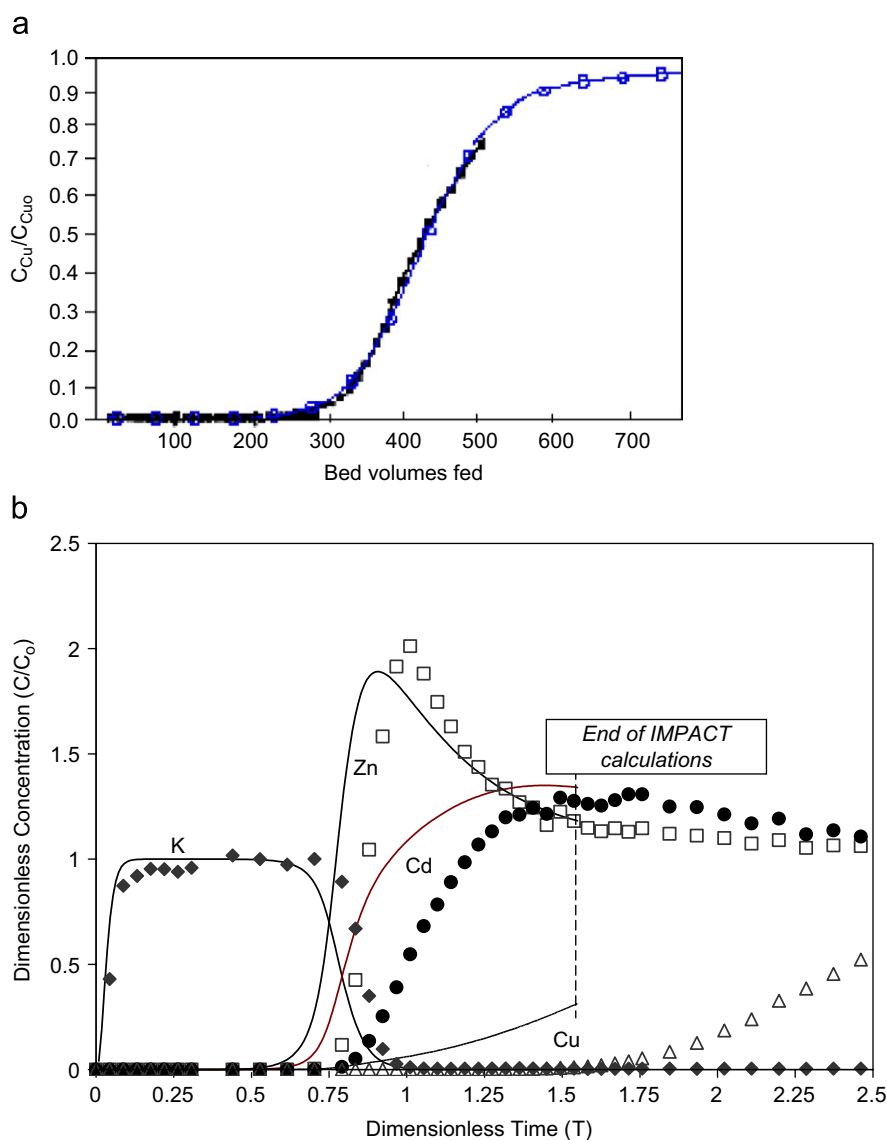 a
1.0
0.9
0.8
0.7
0.6
0.5
0.4
0.3
0.2
0.1
0.0
C_Cu/C_Cuo
100 200 300 400 500 600 700
Bed volumes fed
b
2.5
2
1.5
1
0.5
0
Dimensionless Concentration (C/C_o)
K
Zn
Cd
Cu
End of IMPACT
calculations
0 0.25 0.5 0.75 1 1.25 1.5 1.75 2 2.25 2.5
Dimensionless Time (T)